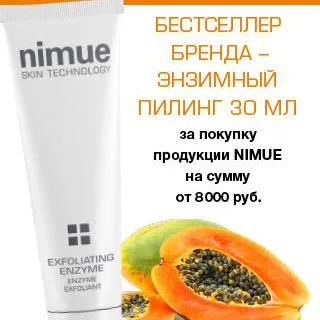 nimue
SKIN TECHNOLOGY
EXFOLIATING
ENZYME
ENZYME
EXFOLIANT
БЕСТСЕЛЛЕР
БРЕНДА –
ЭНЗИМНЫЙ
ПИЛИНГ 30 МЛ
за покупку
продукции NIMUE
на сумму
от 8000 руб.